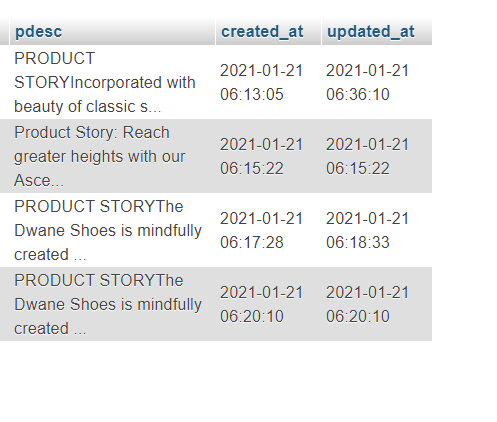 pdesc created_at updated_at
PRODUCT
STORYIncorporated with
beauty of classic s...
2021-01-21
06:13:05
2021-01-21
06:36:10
Product Story: Reach
greater heights with our
Asce...
2021-01-21
06:15:22
2021-01-21
06:15:22
PRODUCT STORYThe
Dwane Shoes is mindfully
created ...
2021-01-21
06:17:28
2021-01-21
06:18:33
PRODUCT STORYThe
Dwane Shoes is mindfully
created ...
2021-01-21
06:20:10
2021-01-21
06:20:10